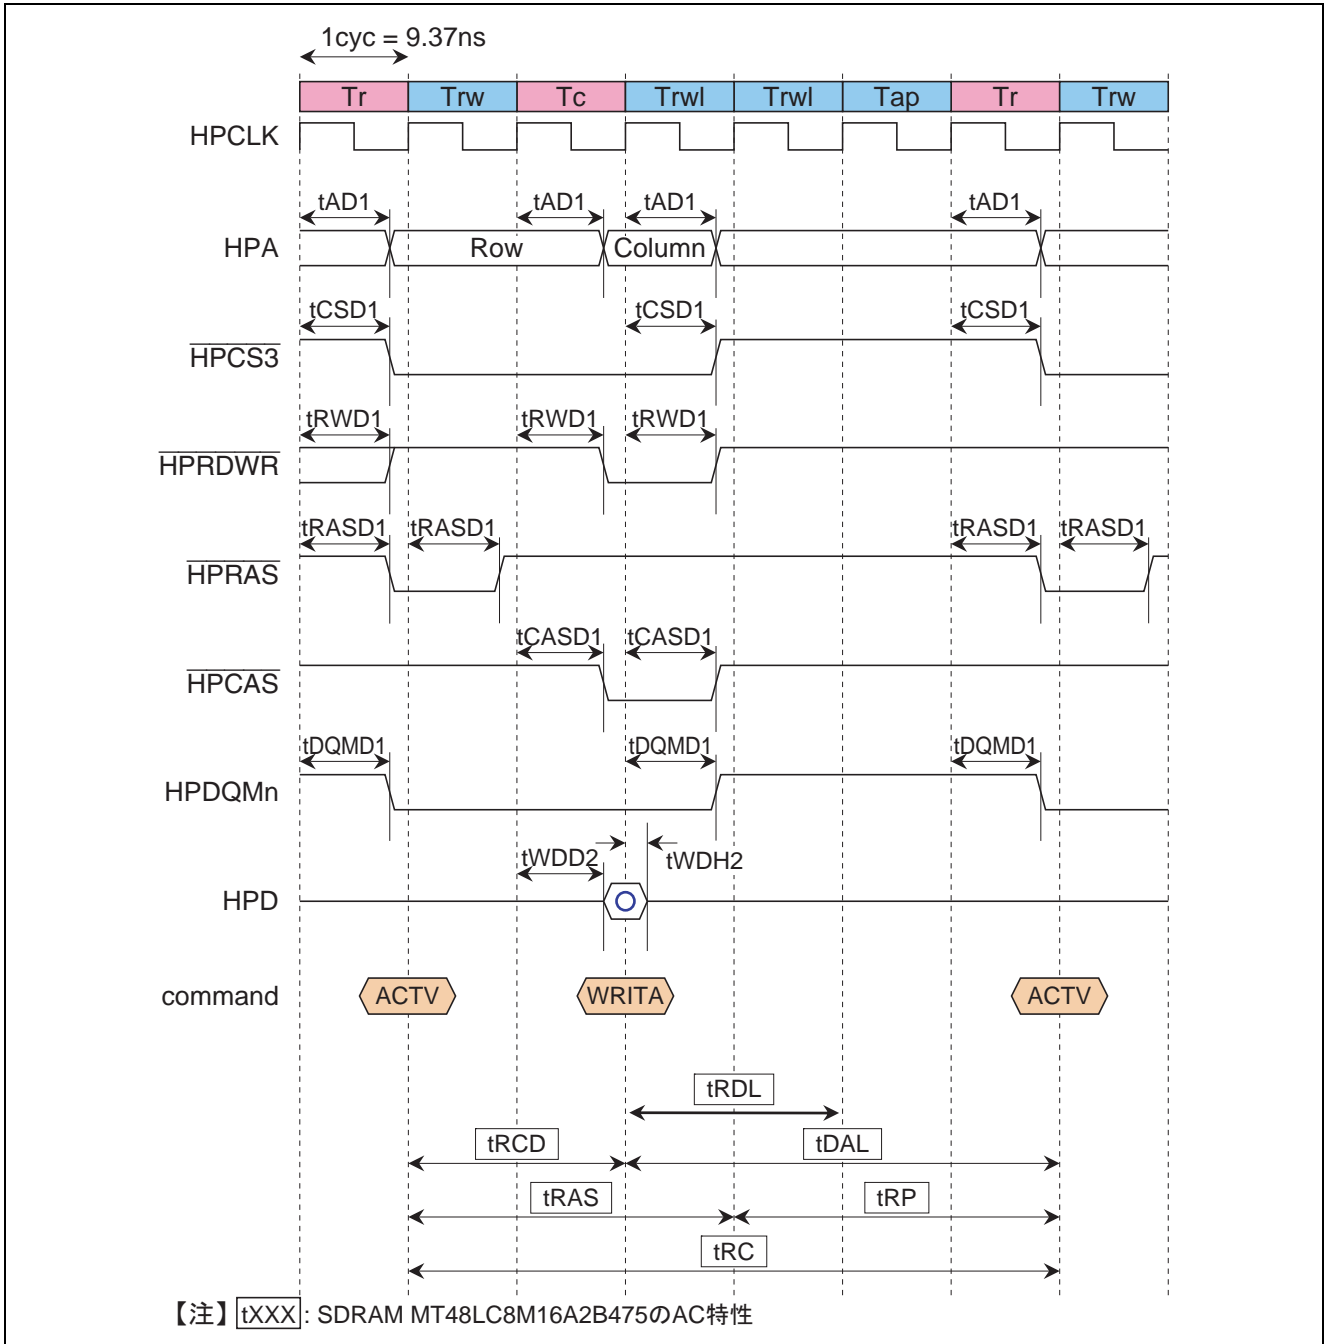 1cyc = 9.37ns
Tr Trw Tc Trwl Trwl Tap Tr Trw
HPCLK
tAD1 tAD1 tAD1 tAD1
HPA Row Column
tCSD1 tCSD1 tCSD1
HPCS3
tRWD1 tRWD1 tRWD1
HPRDWR
tRASD1 tRASD1 tRASD1 tRASD1
HPRAS
tCASD1 tCASD1
HPCAS
tDQMD1 tDQMD1 tDQMD1
HPDQMn
tWDD2 tWDH2
HPD
command ACTV WRITA ACTV
tRDL
tRCD tDAL
tRAS tRP
tRC
【注】 tXXX : SDRAM MT48LC8M16A2B475のAC特性